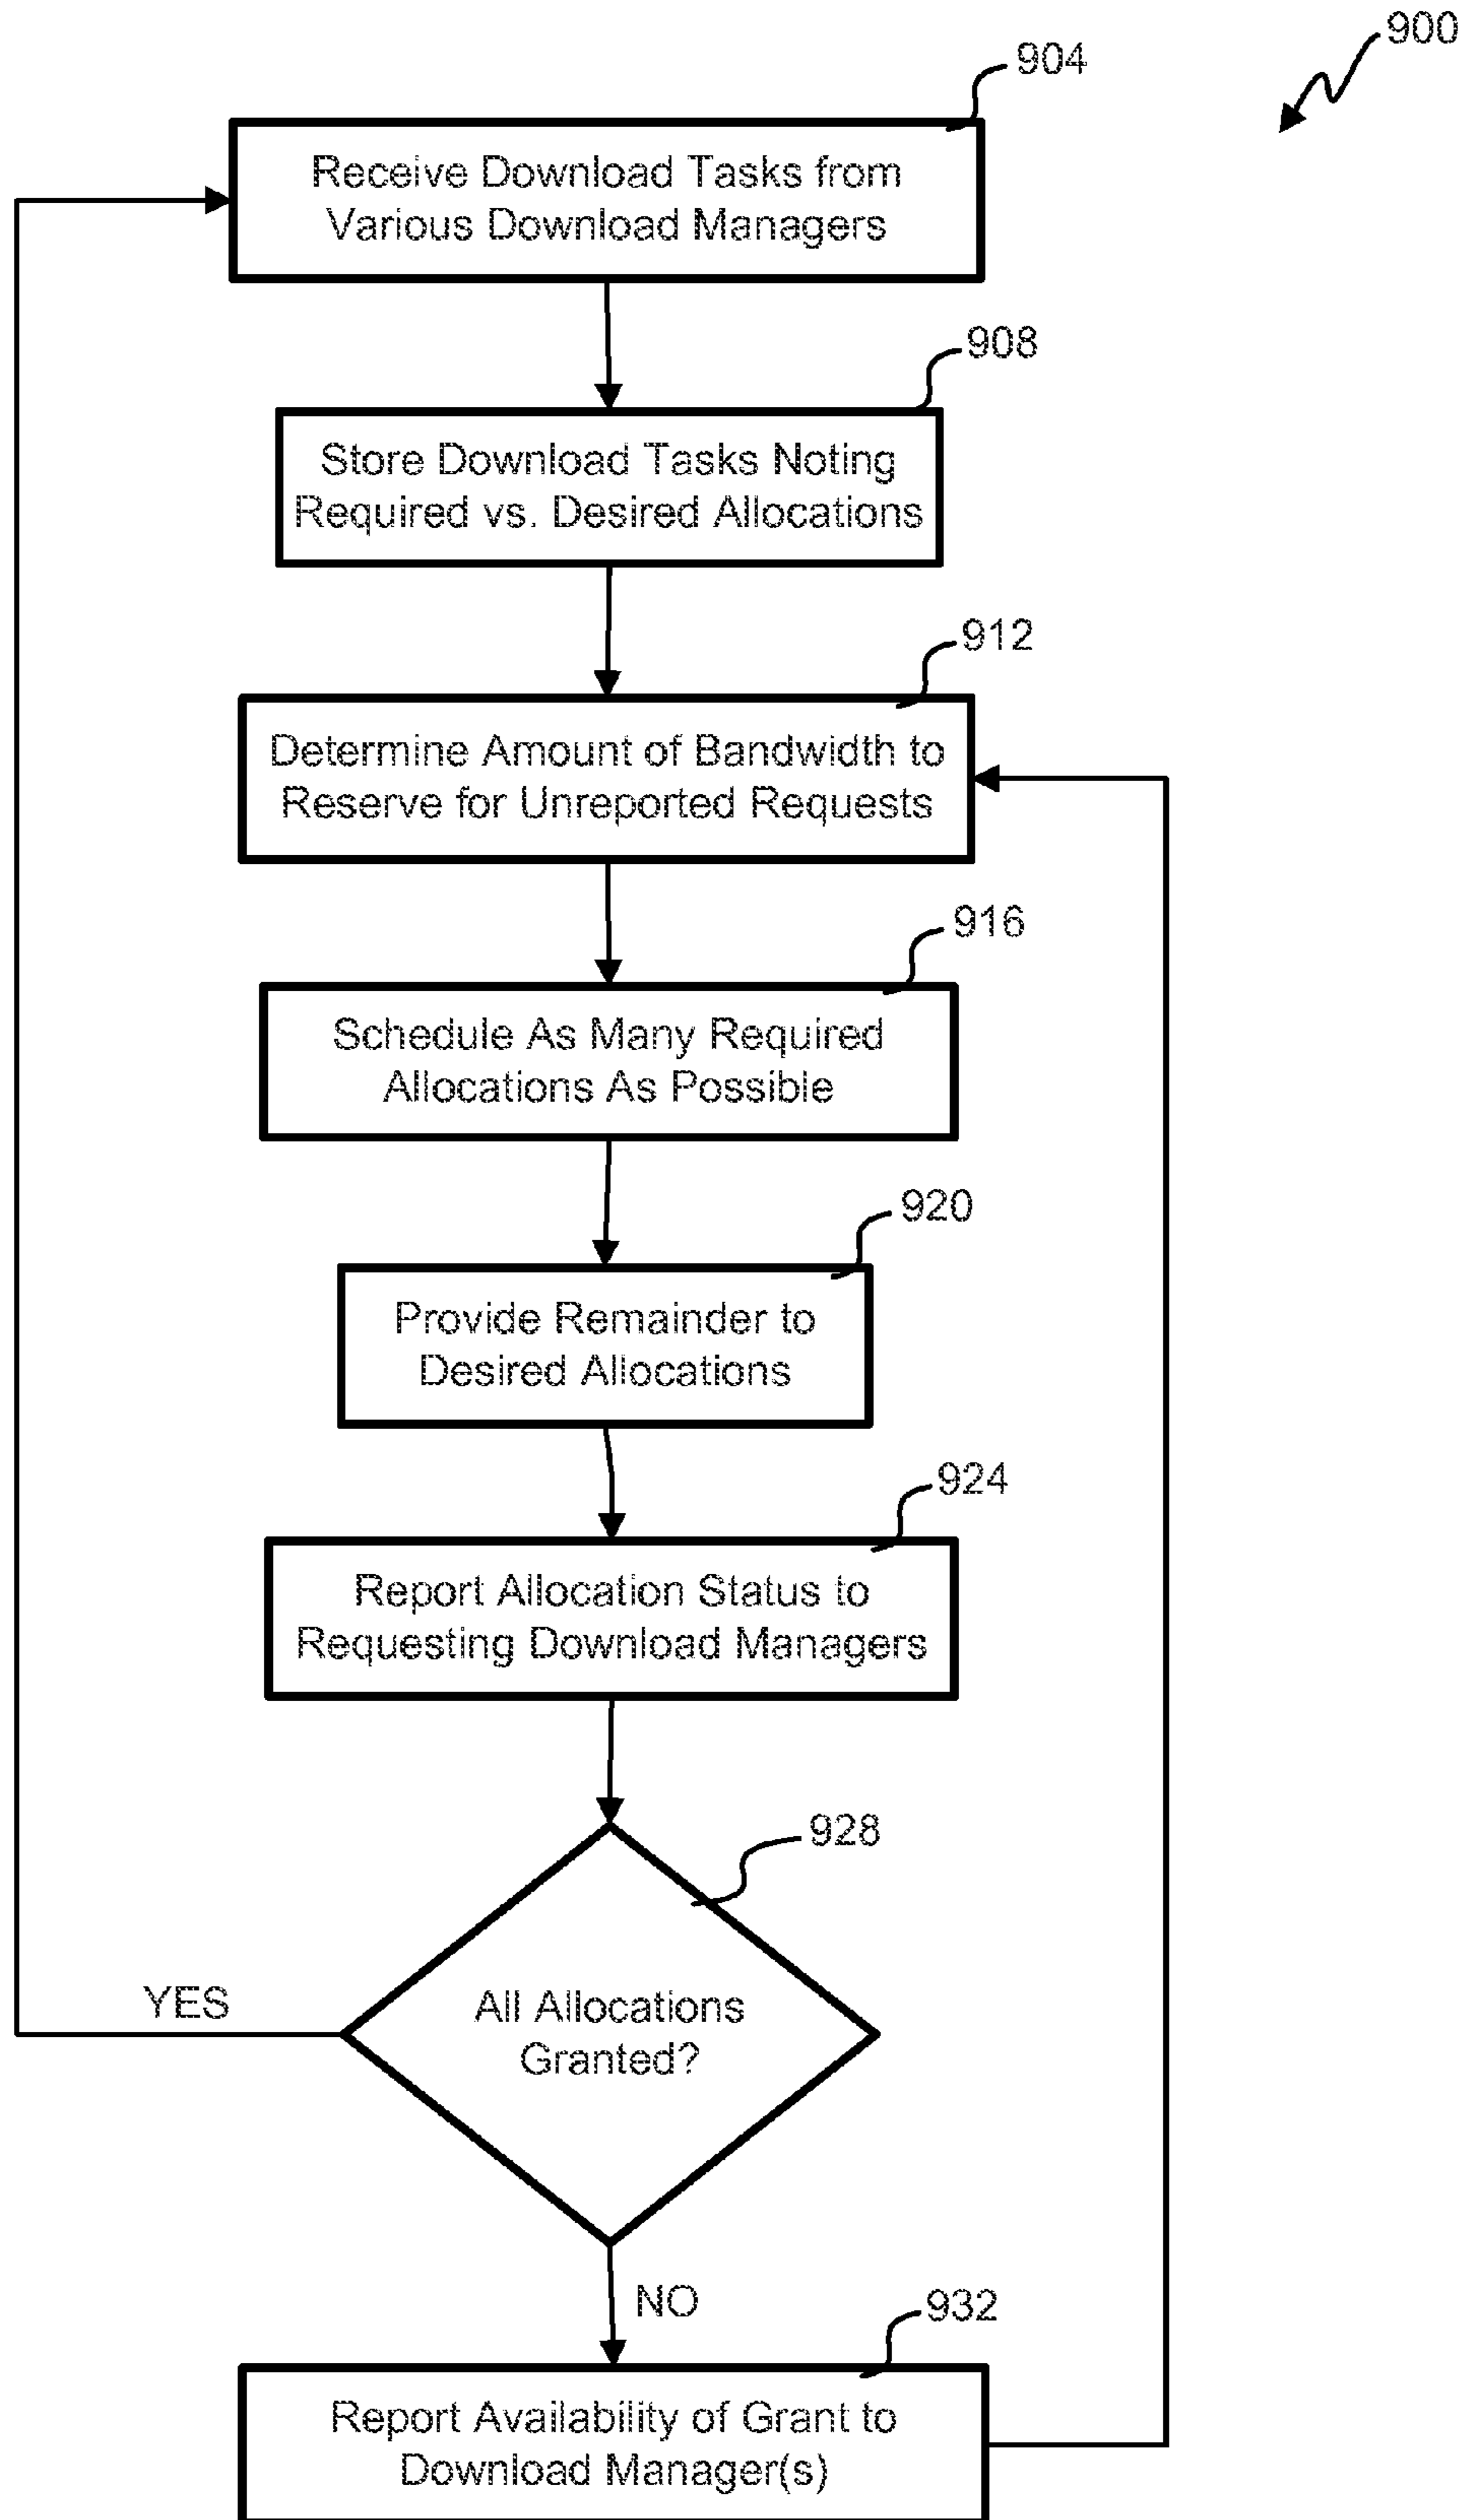 900
904
Receive Download Tasks from
Various Download Managers
908
Store Download Tasks Noting
Required vs. Desired Allocations
912
Determine Amount of Bandwidth to
Reserve for Unreported Requests
916
Schedule As Many Required
Allocations As Possible
920
Provide Remainder to
Desired Allocations
924
Report Allocation Status to
Requesting Download Managers
928
All Allocations
Granted?
YES
NO
932
Report Availability of Grant to
Download Manager(s)